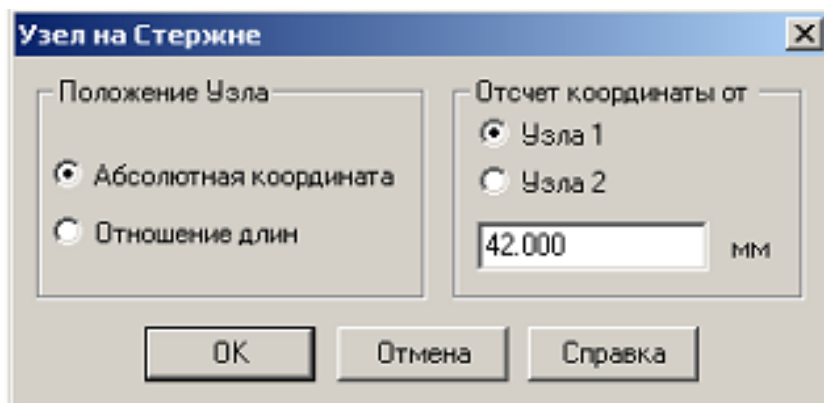 Узел на Стержне
Положение Узла
Абсолютная координата
Отношение длин
Отсчет координаты от
Узла 1
Узла 2
42.000 мм
OK Отмена Справка